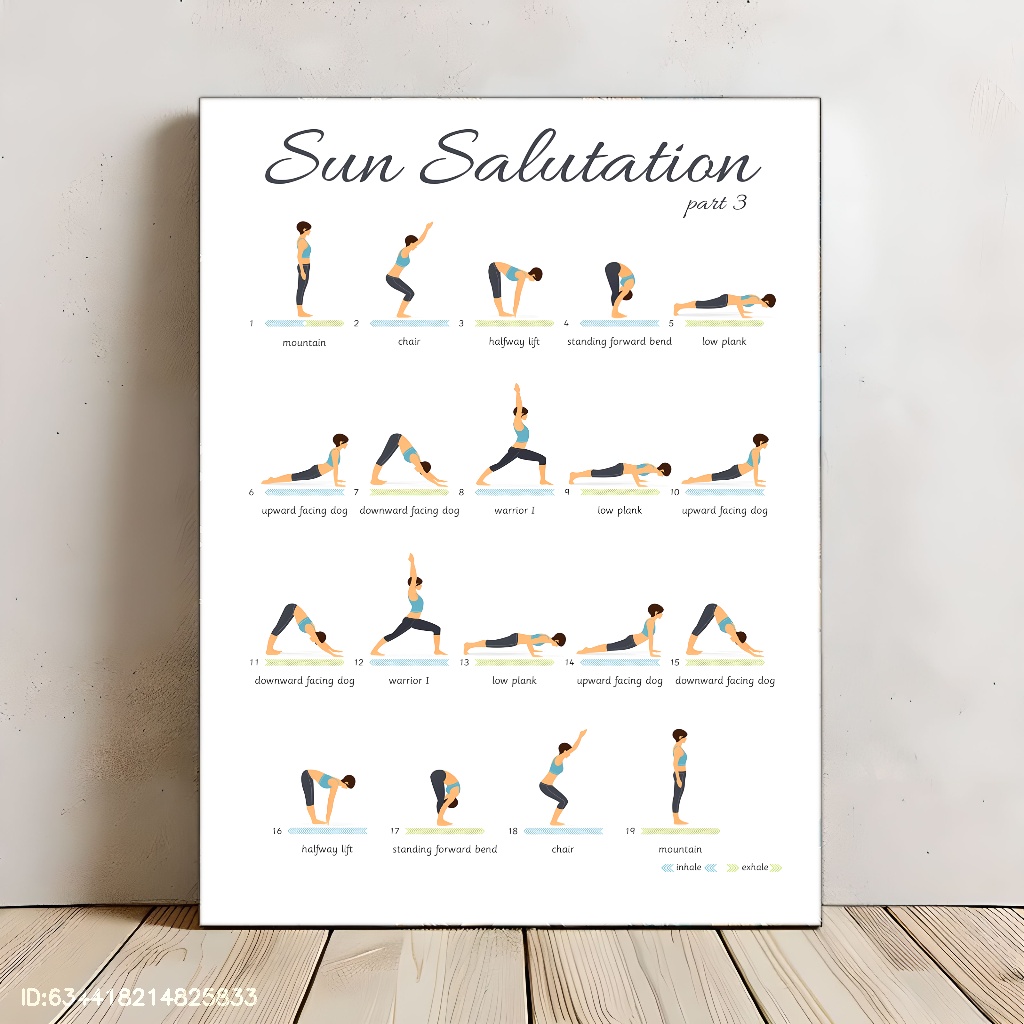 Sun Salutation
part 3
1 2 3 4 5
mountain chair halfway lift standing forward bend low plank
6 7 8 9 10
upward facing dog downward facing dog warrior I low plank upward facing dog
11 12 13 14 15
downward facing dog warrior I low plank upward facing dog downward facing dog
16 17 18 19
halfway lift standing forward bend chair mountain
inhale exhale
ID:634418214825833